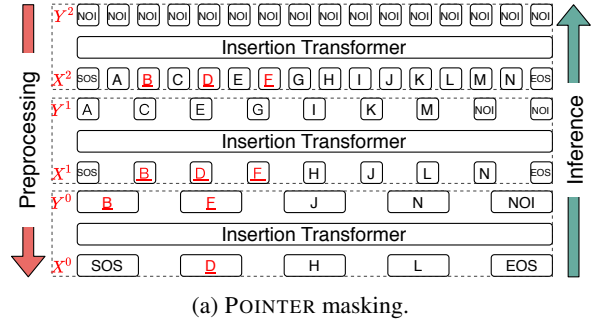 Y² NOI NOI NOI NOI NOI NOI NOI NOI NOI NOI NOI NOI NOI NOI NOI NOI
Insertion Transformer
X² SOS A B C D E F G H I J K L M N EOS
Y¹ A C E G I K M NOI NOI
Insertion Transformer
X¹ SOS B D F H J L N EOS
Y⁰ B F J N NOI
Insertion Transformer
X⁰ SOS D H L EOS
Preprocessing
Inference
(a) POINTER masking.